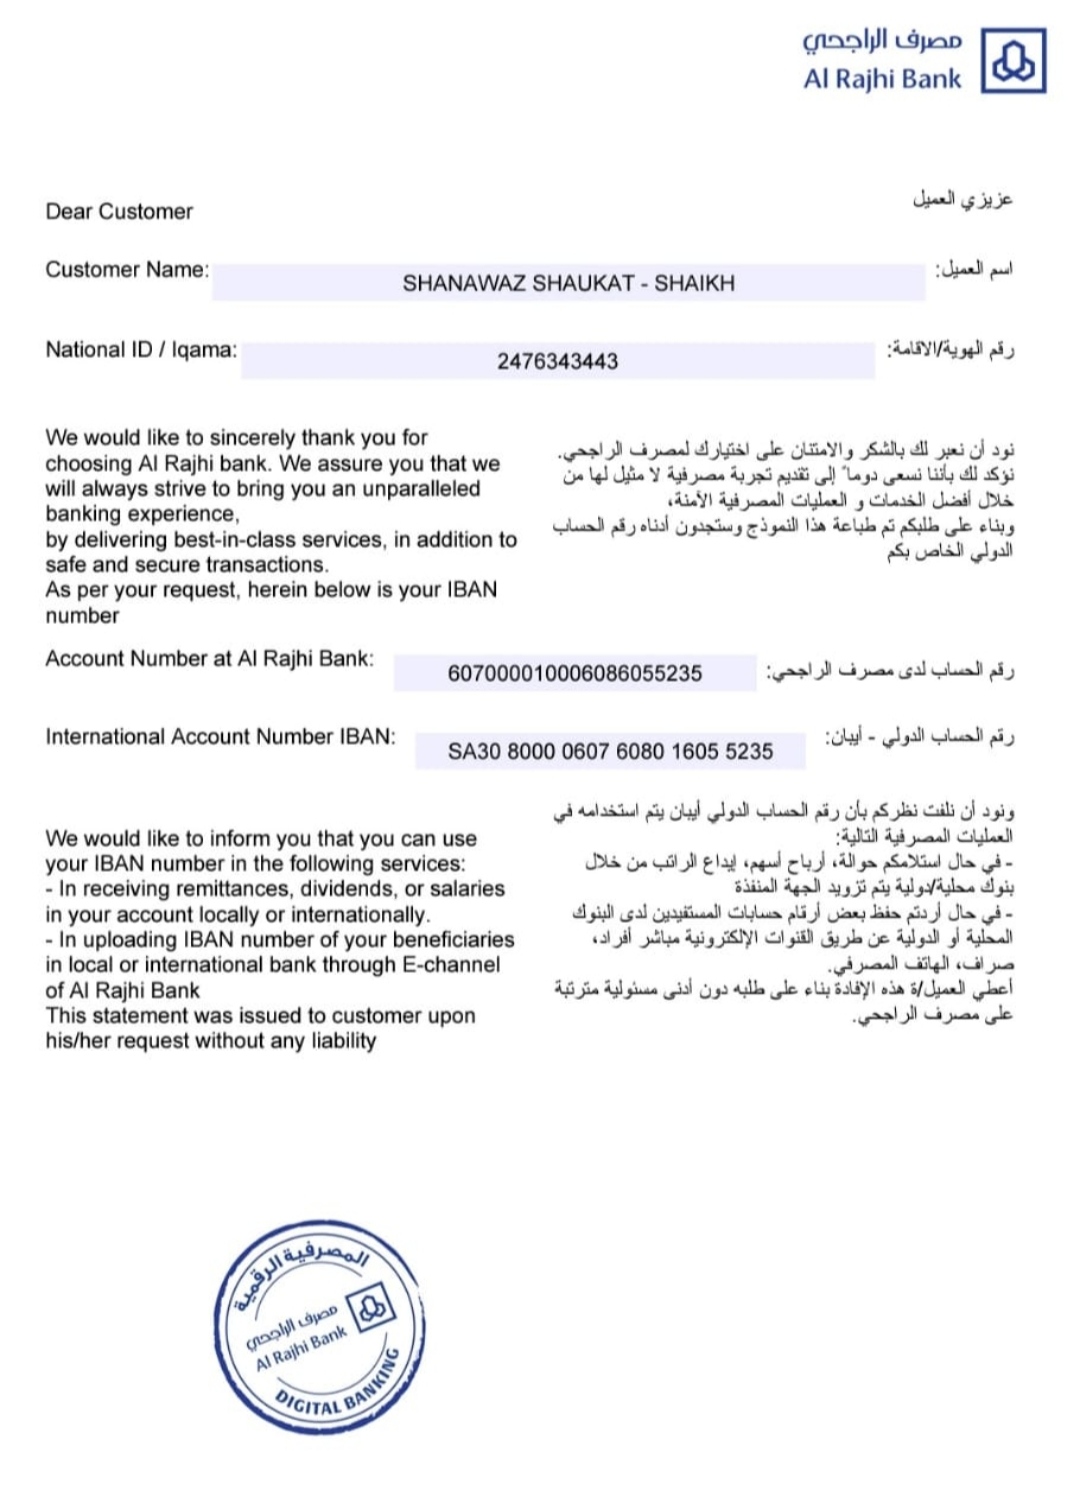 مصرف الراجحي
Al Rajhi Bank
Dear Customer
عزيزي العميل
Customer Name:
SHANAWAZ SHAUKAT - SHAIKH
اسم العميل:
National ID / Iqama:
2476343443
رقم الهوية/الاقامة:
We would like to sincerely thank you for
choosing Al Rajhi bank. We assure you that we
will always strive to bring you an unparalleled
banking experience,
by delivering best-in-class services, in addition to
safe and secure transactions.
As per your request, herein below is your IBAN
number
نود أن نعبر لك بالشكر والامتنان على اختيارك لمصرف الراجحي.
نؤكد لك بأننا نسعى دوما ً إلى تقديم تجربة مصرفية لا مثيل لها من
خلال أفضل الخدمات و العمليات المصرفية الآمنة،
وبناء على طلبكم تم طباعة هذا النموذج وستجدون أدناه رقم الحساب
الدولي الخاص بكم
Account Number at Al Rajhi Bank:
607000010006086055235
رقم الحساب لدى مصرف الراجحي:
International Account Number IBAN:
SA30 8000 0607 6080 1605 5235
رقم الحساب الدولي - أيبان:
We would like to inform you that you can use
your IBAN number in the following services:
- In receiving remittances, dividends, or salaries
in your account locally or internationally.
- In uploading IBAN number of your beneficiaries
in local or international bank through E-channel
of Al Rajhi Bank
This statement was issued to customer upon
his/her request without any liability
ونود أن نلفت نظركم بأن رقم الحساب الدولي أيبان يتم استخدامه في
العمليات المصرفية التالية:
- في حال استلامكم حوالة، أرباح أسهم، إيداع الراتب من خلال
بنوك محلية/دولية يتم تزويد الجهة المنفذة
- في حال أردتم حفظ بعض أرقام حسابات المستفيدين لدى البنوك
المحلية أو الدولية عن طريق القنوات الإلكترونية مباشر أفراد،
صراف، الهاتف المصرفي.
أعطي العميل/ة هذه الإفادة بناء على طلبه دون أدنى مسئولية مترتبة
على مصرف الراجحي.
المصرفية الرقمية
مصرف الراجحي
Al Rajhi Bank
DIGITAL BANKING